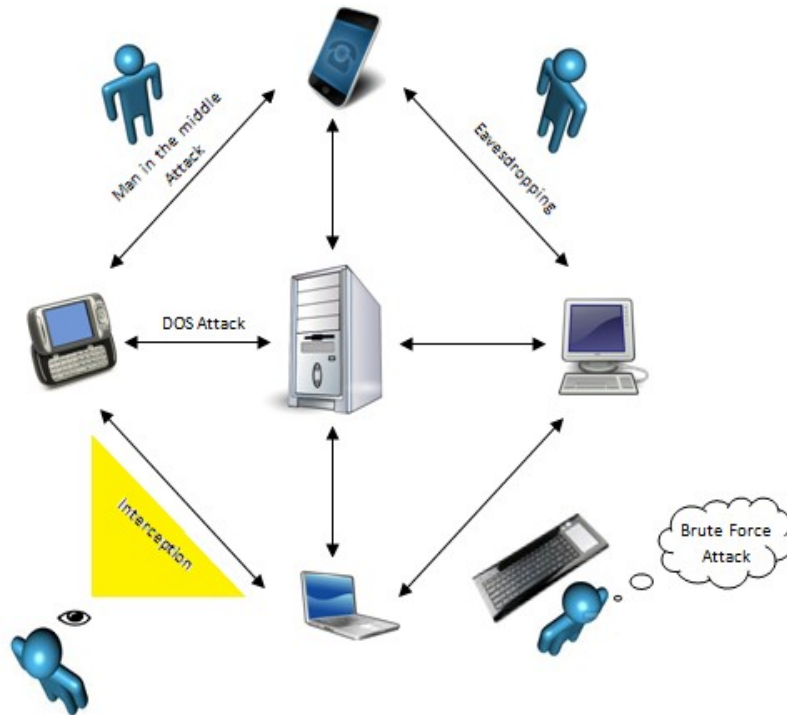 Man in the middle
Attack
Eavesdropping
DOS Attack
Interception
Brute Force
Attack